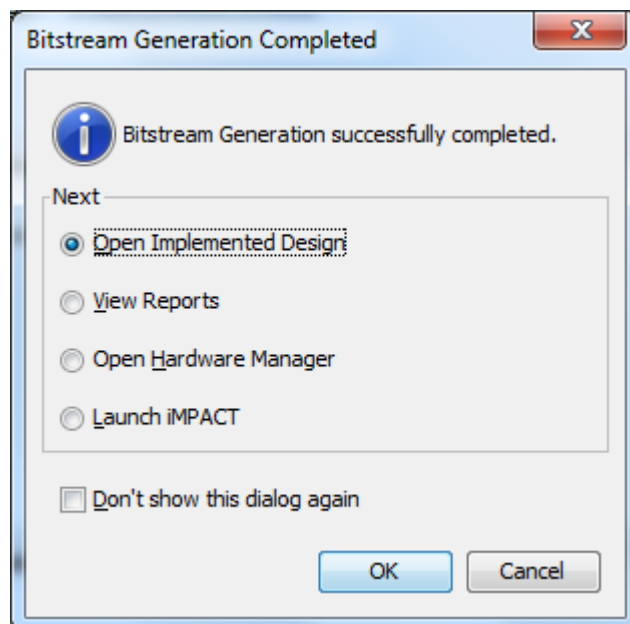 Bitstream Generation Completed
Bitstream Generation successfully completed.
Next
Open Implemented Design
View Reports
Open Hardware Manager
Launch iMPACT
Don't show this dialog again
OK
Cancel